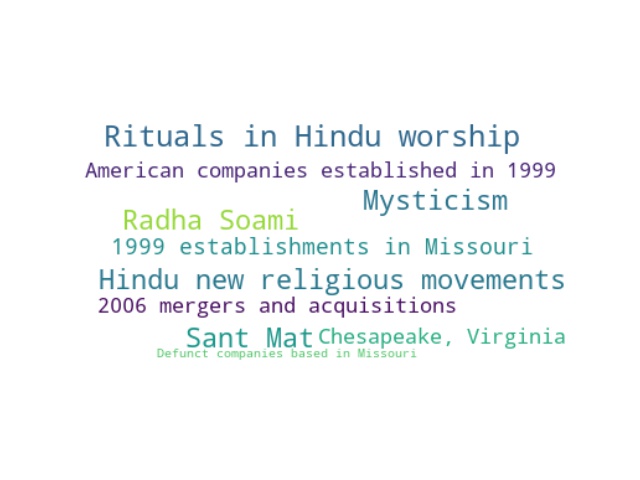 Rituals in Hindu worship
American companies established in 1999
Mysticism
Radha Soami
1999 establishments in Missouri
Hindu new religious movements
2006 mergers and acquisitions
Sant Mat
Chesapeake, Virginia
Defunct companies based in Missouri